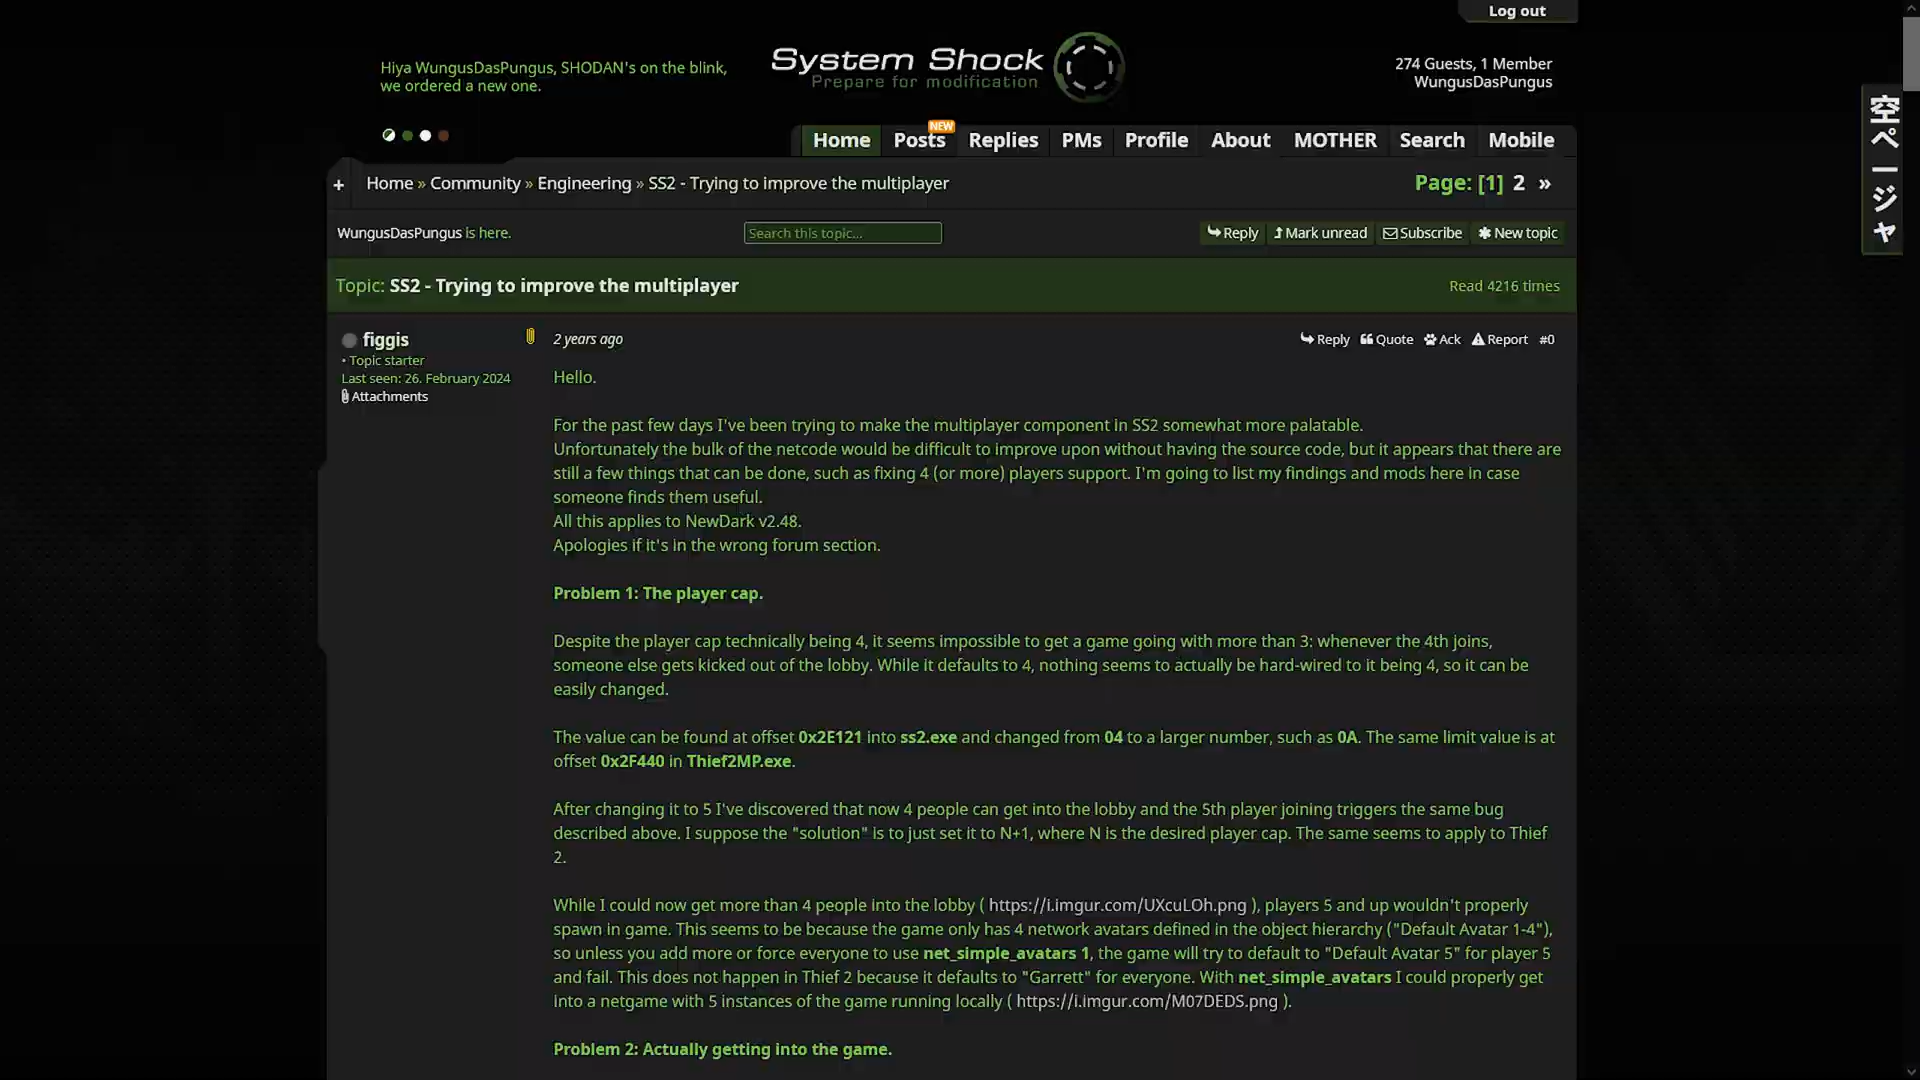 Log out
Hiya WungusDasPungus, SHODAN's on the blink,
we ordered a new one.
System Shock
Prepare for modification
274 Guests, 1 Member
WungusDasPungus
空ページャ
Home Posts NEW Replies PMs Profile About MOTHER Search Mobile
+ Home » Community » Engineering » SS2 - Trying to improve the multiplayer Page: [1] 2 »
WungusDasPungus is here. Search this topic... Reply Mark unread Subscribe New topic
Topic: SS2 - Trying to improve the multiplayer Read 4216 times
figgis 2 years ago Reply Quote Ack Report #0
• Topic starter
Last seen: 26. February 2024
Attachments
Hello.
For the past few days I've been trying to make the multiplayer component in SS2 somewhat more palatable.
Unfortunately the bulk of the netcode would be difficult to improve upon without having the source code, but it appears that there are
still a few things that can be done, such as fixing 4 (or more) players support. I'm going to list my findings and mods here in case
someone finds them useful.
All this applies to NewDark v2.48.
Apologies if it's in the wrong forum section.
Problem 1: The player cap.
Despite the player cap technically being 4, it seems impossible to get a game going with more than 3: whenever the 4th joins,
someone else gets kicked out of the lobby. While it defaults to 4, nothing seems to actually be hard-wired to it being 4, so it can be
easily changed.
The value can be found at offset 0x2E121 into ss2.exe and changed from 04 to a larger number, such as 0A. The same limit value is at
offset 0x2F440 in Thief2MP.exe.
After changing it to 5 I've discovered that now 4 people can get into the lobby and the 5th player joining triggers the same bug
described above. I suppose the "solution" is to just set it to N+1, where N is the desired player cap. The same seems to apply to Thief
2.
While I could now get more than 4 people into the lobby ( https://i.imgur.com/UXcuLOh.png ), players 5 and up wouldn't properly
spawn in game. This seems to be because the game only has 4 network avatars defined in the object hierarchy ("Default Avatar 1-4"),
so unless you add more or force everyone to use net_simple_avatars 1, the game will try to default to "Default Avatar 5" for player 5
and fail. This does not happen in Thief 2 because it defaults to "Garrett" for everyone. With net_simple_avatars I could properly get
into a netgame with 5 instances of the game running locally ( https://i.imgur.com/M07DEDS.png ).
Problem 2: Actually getting into the game.